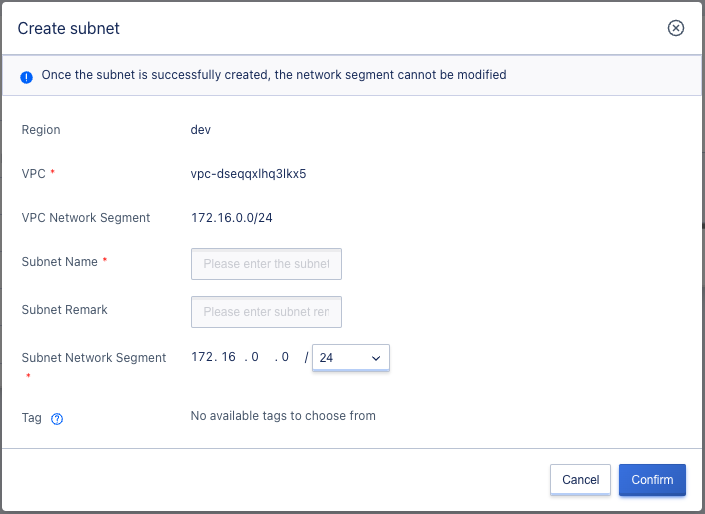 Create subnet
Once the subnet is successfully created, the network segment cannot be modified
Region dev
VPC * vpc-dseqqxlhq3lkx5
VPC Network Segment 172.16.0.0/24
Subnet Name * Please enter the subnet
Subnet Remark Please enter subnet ren
Subnet Network Segment * 172. 16 . 0 . 0 / 24
Tag ? No available tags to choose from
Cancel Confirm